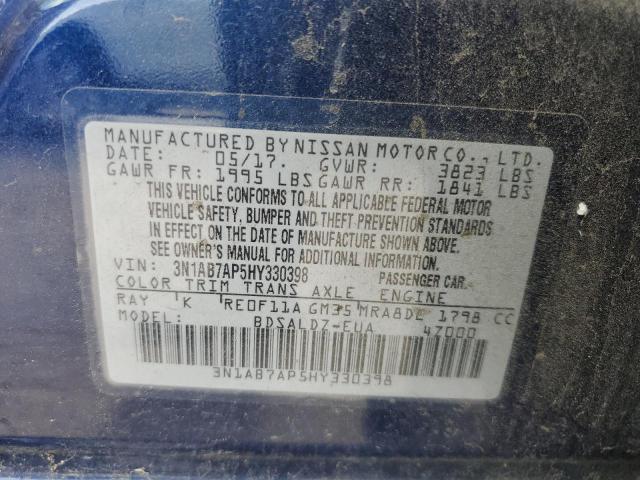 MANUFACTURED BY NISSAN MOTOR CO., LTD.
DATE: 05/17. GVWR: 3823 LBS
GAWR FR: 1995 LBS GAWR RR: 1841 LBS
THIS VEHICLE CONFORMS TO ALL APPLICABLE FEDERAL MOTOR
VEHICLE SAFETY, BUMPER AND THEFT PREVENTION STANDARDS
IN EFFECT ON THE DATE OF MANUFACTURE SHOWN ABOVE.
SEE OWNER'S MANUAL FOR ADDITIONAL INFORMATION.
VIN: 3N1AB7AP5HY330398 PASSENGER CAR.
COLOR TRIM TRANS AXLE ENGINE
RAY K RE0F11A GM35 MRA8DE 1798 CC
MODEL: BDSALDZ-EUA 47000
3N1AB7AP5HY330398